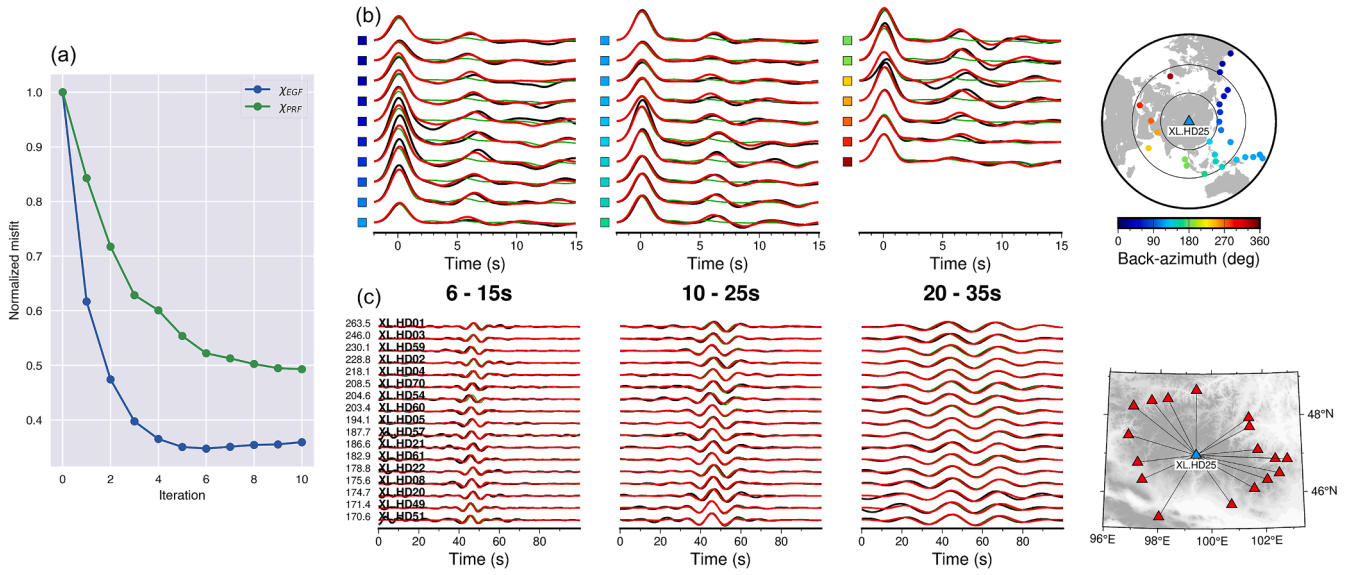 (a)
1.0
0.9
0.8
0.7
0.6
0.5
0.4
Normalized misfit
0 2 4 6 8 10
Iteration
χEGF
χPRF
(b)
0 5 10 15
Time (s)
0 5 10 15
Time (s)
0 5 10 15
Time (s)
XL.HD25
0 90 180 270 360
Back-azimuth (deg)
(c)
6 - 15s
10 - 25s
20 - 35s
263.5 XL.HD01
246.0 XL.HD03
230.1 XL.HD59
228.8 XL.HD02
218.1 XL.HD04
208.5 XL.HD70
204.6 XL.HD54
203.4 XL.HD60
194.1 XL.HD05
187.7 XL.HD57
186.6 XL.HD21
182.9 XL.HD61
178.8 XL.HD22
175.6 XL.HD08
174.7 XL.HD20
171.4 XL.HD49
170.6 XL.HD51
0 20 40 60 80
Time (s)
0 20 40 60 80
Time (s)
0 20 40 60 80
Time (s)
XL.HD25
48°N
46°N
96°E 98°E 100°E 102°E